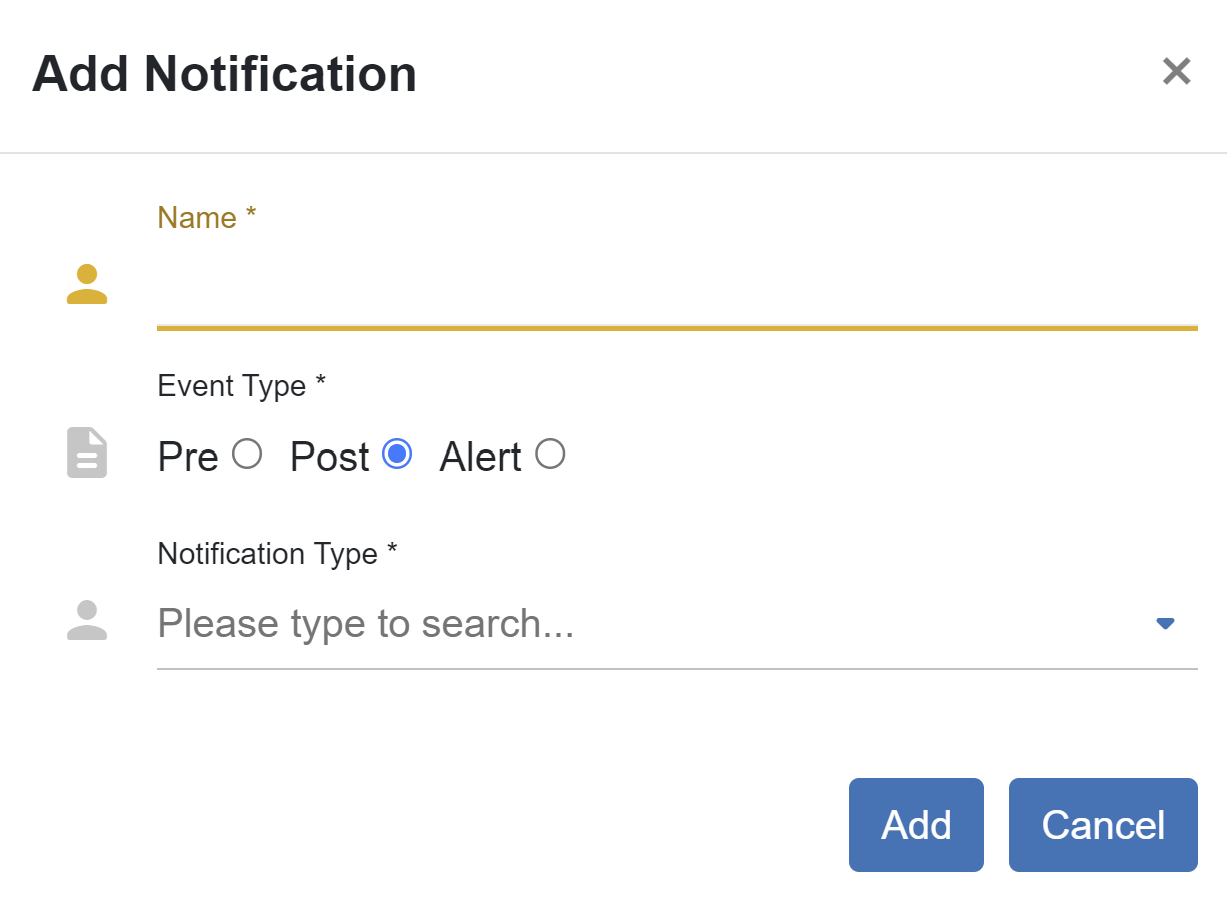 Add Notification
Name *
Event Type *
Pre Post Alert
Notification Type *
Please type to search...
Add Cancel